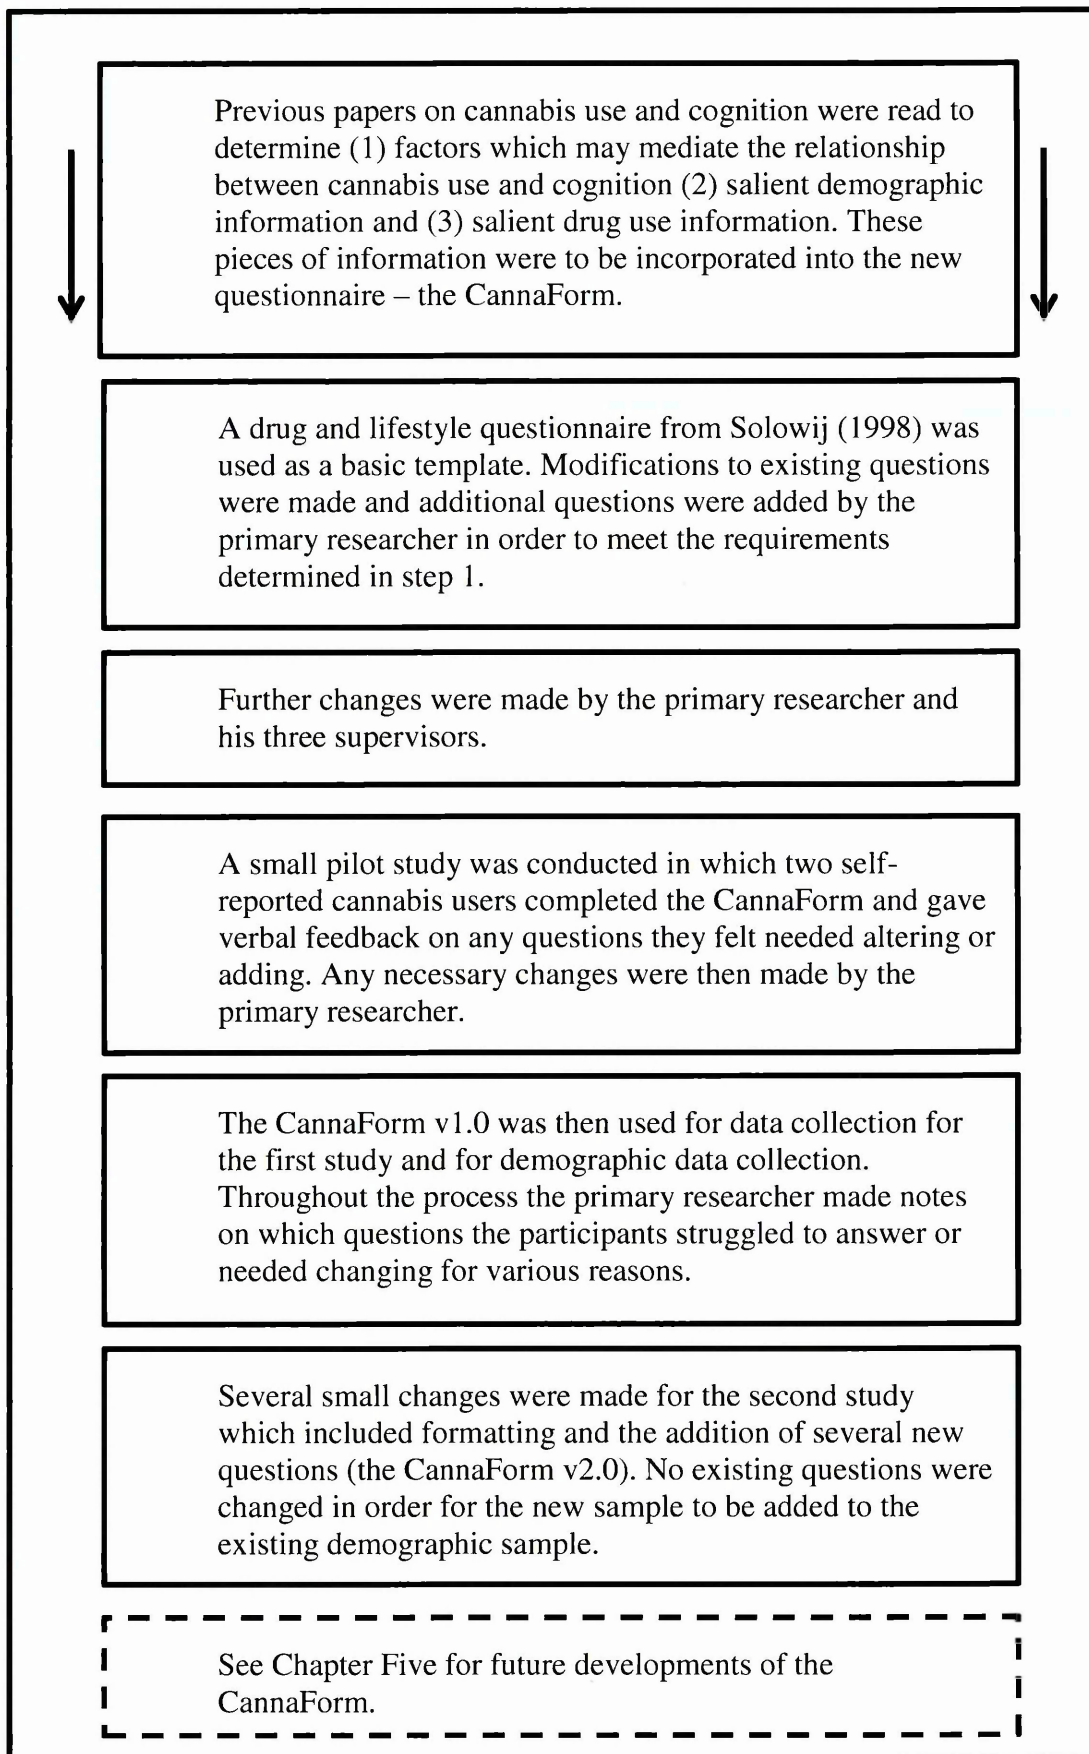 Previous papers on cannabis use and cognition were read to
determine (1) factors which may mediate the relationship
between cannabis use and cognition (2) salient demographic
information and (3) salient drug use information. These
pieces of information were to be incorporated into the new
questionnaire – the CannaForm.
A drug and lifestyle questionnaire from Solowij (1998) was
used as a basic template. Modifications to existing questions
were made and additional questions were added by the
primary researcher in order to meet the requirements
determined in step 1.
Further changes were made by the primary researcher and
his three supervisors.
A small pilot study was conducted in which two self-
reported cannabis users completed the CannaForm and gave
verbal feedback on any questions they felt needed altering or
adding. Any necessary changes were then made by the
primary researcher.
The CannaForm v1.0 was then used for data collection for
the first study and for demographic data collection.
Throughout the process the primary researcher made notes
on which questions the participants struggled to answer or
needed changing for various reasons.
Several small changes were made for the second study
which included formatting and the addition of several new
questions (the CannaForm v2.0). No existing questions were
changed in order for the new sample to be added to the
existing demographic sample.
See Chapter Five for future developments of the
CannaForm.